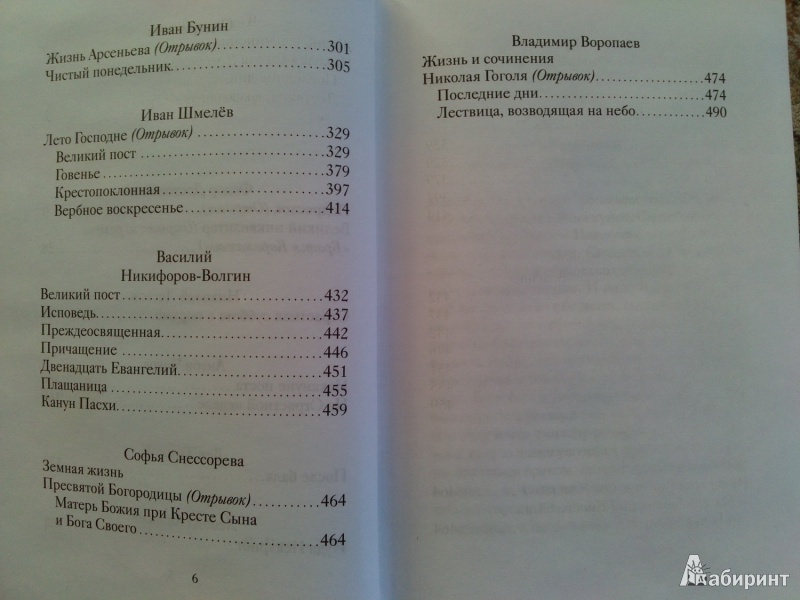 Иван Бунин
Жизнь Арсеньева (Отрывок)..................301
Чистый понедельник..........................305
Иван Шмелёв
Лето Господне (Отрывок) ....................329
Великий пост ...............................329
Говенье ....................................379
Крестопоклонная ............................397
Вербное воскресенье ........................414
Василий
Никифоров-Волгин
Великий пост ...............................432
Исповедь....................................437
Преждеосвященная............................442
Причащение .................................446
Двенадцать Евангелий........................451
Плащаница ..................................455
Канун Пасхи.................................459
Софья Снессорева
Земная жизнь
Пресвятой Богородицы (Отрывок) .............464
Матерь Божия при Кресте Сына
и Бога Своего ..............................464
6
Владимир Воропаев
Жизнь и сочинения
Николая Гоголя (Отрывок)....................474
Последние дни...............................474
Лествица, возводящая на небо................490
Лабиринт